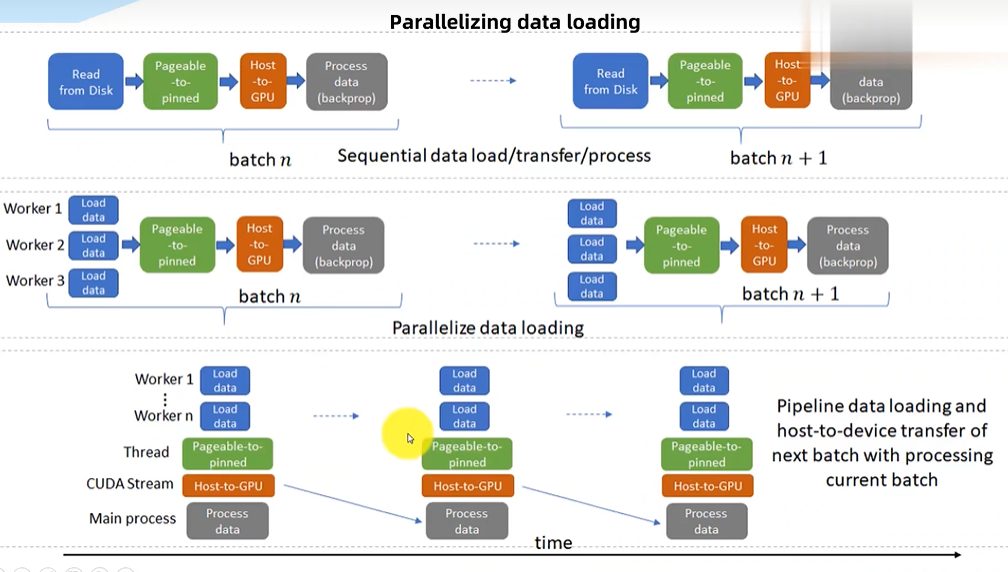 Parallelizing data loading
Read
from Disk
Pageable
-to-
pinned
Host
-to-
GPU
Process
data
(backprop)
Read
from Disk
Pageable
-to-
pinned
Host
-to-
GPU
data
(backprop)
batch n
Sequential data load/transfer/process
batch n + 1
Worker 1
Load
data
Worker 2
Load
data
Worker 3
Load
data
Pageable
-to-
pinned
Host
-to-
GPU
Process
data
(backprop)
Load
data
Load
data
Load
data
Pageable
-to-
pinned
Host
-to-
GPU
Process
data
(backprop)
batch n
batch n + 1
Parallelize data loading
Worker 1
Load
data
Load
data
Load
data
⋮
Worker n
Load
data
Load
data
Load
data
Thread
Pageable-to-
pinned
Pageable-to-
pinned
Pageable-to-
pinned
CUDA Stream
Host-to-GPU
Host-to-GPU
Host-to-GPU
Main process
Process
data
Process
data
Process
data
Pipeline data loading and
host-to-device transfer of
next batch with processing
current batch
time